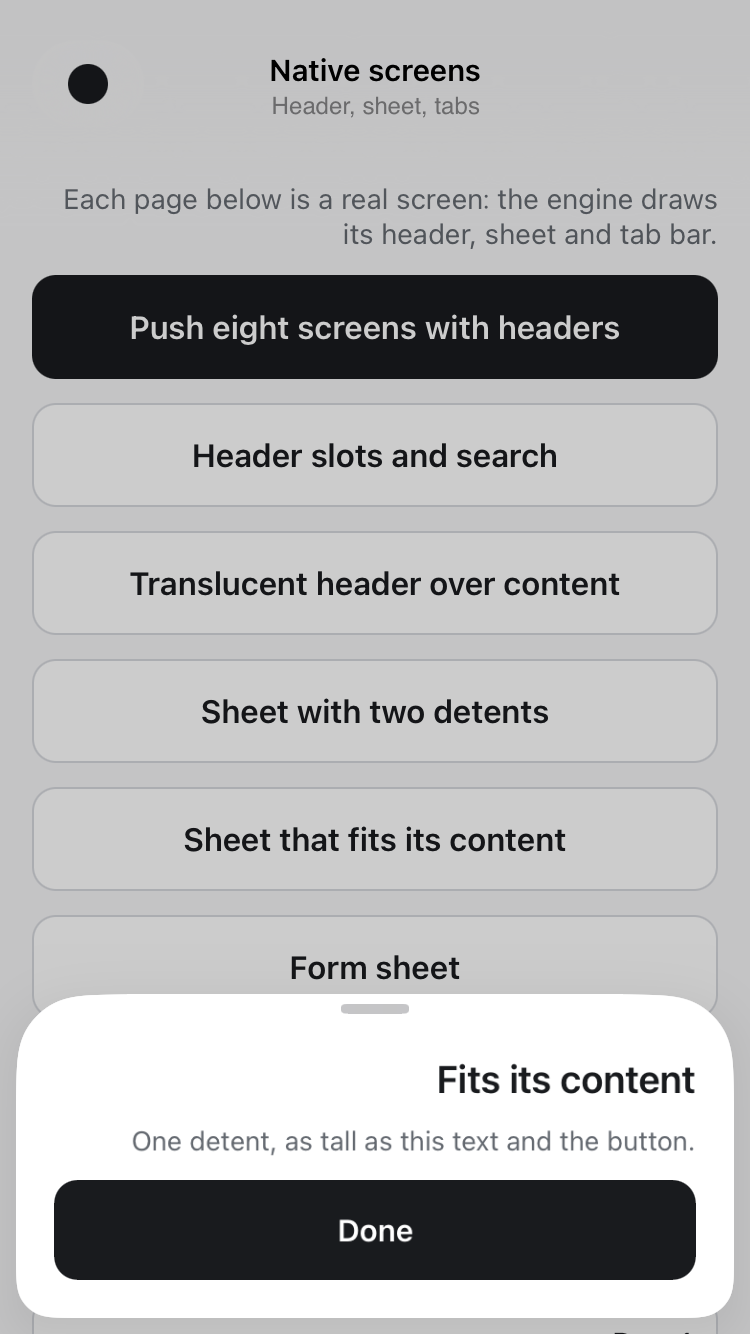 Native screens
Header, sheet, tabs
Each page below is a real screen: the engine draws
its header, sheet and tab bar.
Push eight screens with headers
Header slots and search
Translucent header over content
Sheet with two detents
Sheet that fits its content
Form sheet
Fits its content
One detent, as tall as this text and the button.
Done